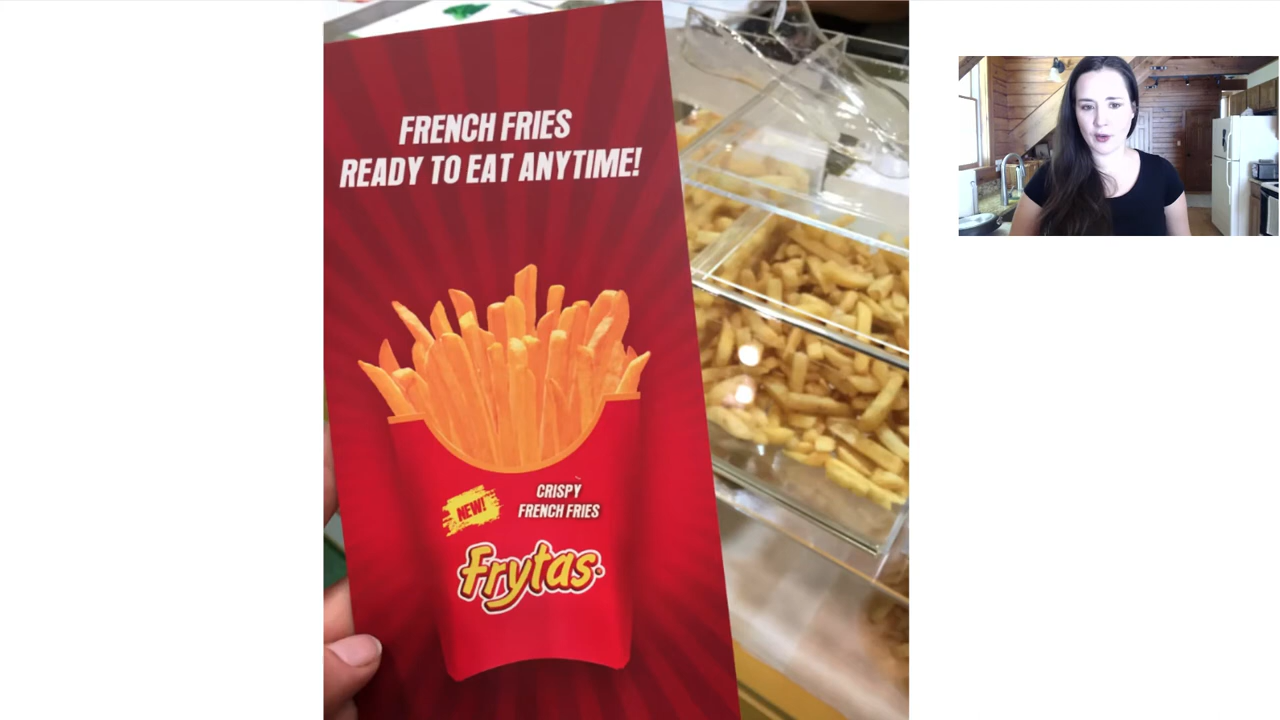 FRENCH FRIES
READY TO EAT ANYTIME!
NEW!
CRISPY
FRENCH FRIES
Frytas